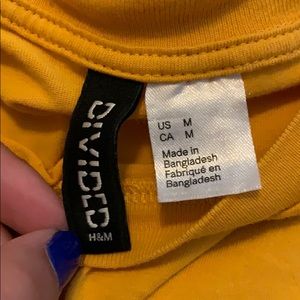 DIVIDED
H&M
US M
CA M
Made in
Bangladesh
Fabriqué en
Bangladesh